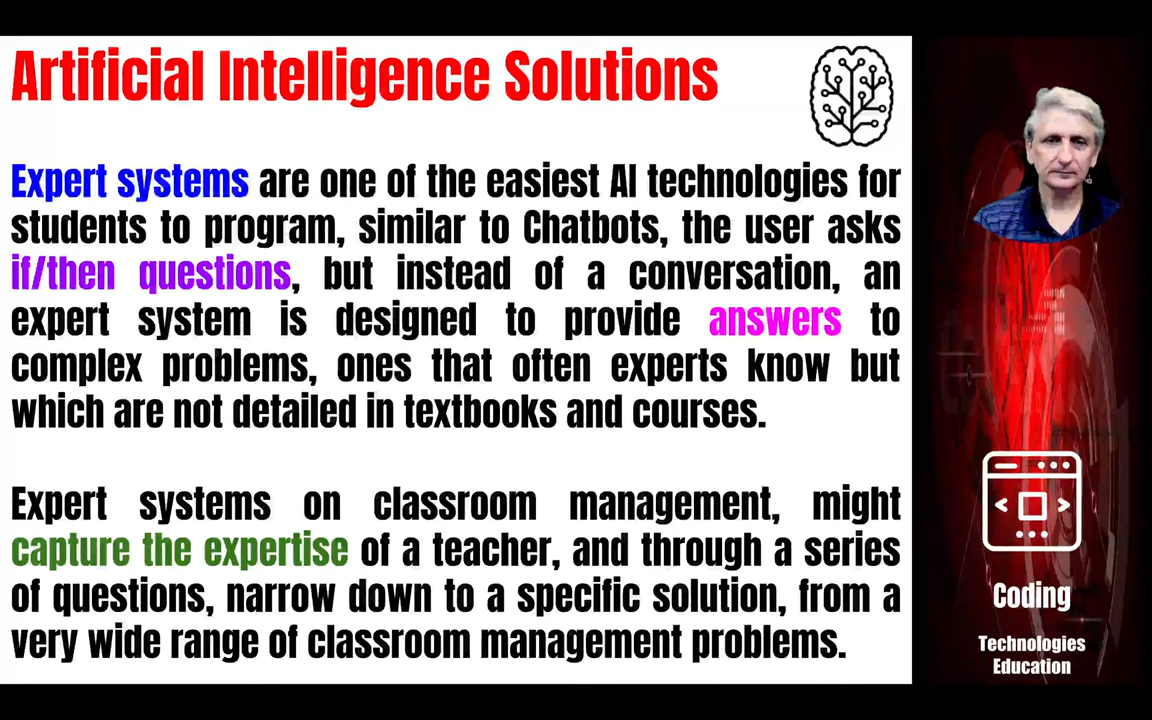 Artificial Intelligence Solutions
Expert systems are one of the easiest AI technologies for
students to program, similar to Chatbots, the user asks
if/then questions, but instead of a conversation, an
expert system is designed to provide answers to
complex problems, ones that often experts know but
which are not detailed in textbooks and courses.
Expert systems on classroom management, might
capture the expertise of a teacher, and through a series
of questions, narrow down to a specific solution, from a
very wide range of classroom management problems.
Coding
Technologies
Education